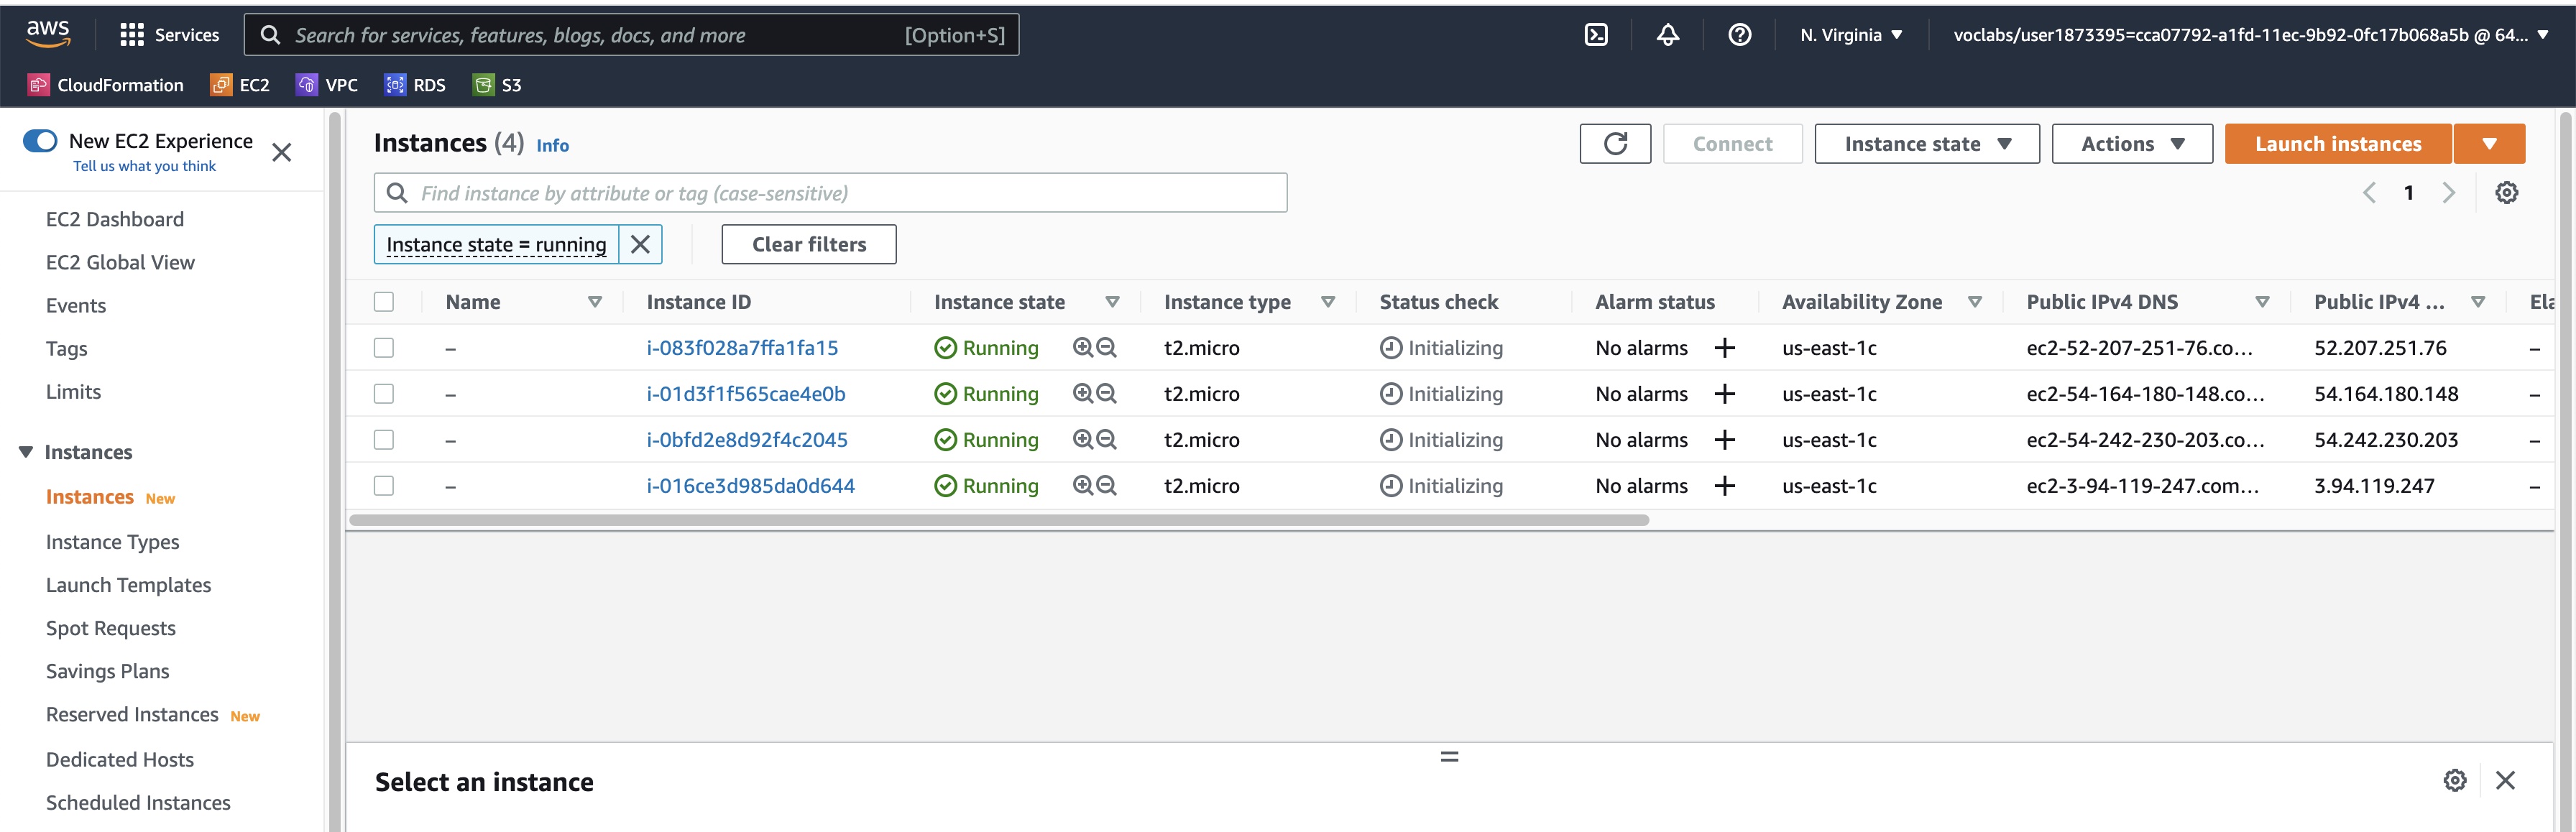 aws
Services
Search for services, features, blogs, docs, and more [Option+S]
N. Virginia
voclabs/user1873395=cca07792-a1fd-11ec-9b92-0fc17b068a5b @ 64...
CloudFormation EC2 VPC RDS S3
New EC2 Experience
Tell us what you think
EC2 Dashboard
EC2 Global View
Events
Tags
Limits
Instances
Instances New
Instance Types
Launch Templates
Spot Requests
Savings Plans
Reserved Instances New
Dedicated Hosts
Scheduled Instances
Instances (4) Info
Connect Instance state Actions Launch instances
Find instance by attribute or tag (case-sensitive)
1
Instance state = running Clear filters
Name Instance ID Instance state Instance type Status check Alarm status Availability Zone Public IPv4 DNS Public IPv4 ... Ela
– i-083f028a7ffa1fa15 Running t2.micro Initializing No alarms + us-east-1c ec2-52-207-251-76.co... 52.207.251.76 –
– i-01d3f1f565cae4e0b Running t2.micro Initializing No alarms + us-east-1c ec2-54-164-180-148.co... 54.164.180.148 –
– i-0bfd2e8d92f4c2045 Running t2.micro Initializing No alarms + us-east-1c ec2-54-242-230-203.co... 54.242.230.203 –
– i-016ce3d985da0d644 Running t2.micro Initializing No alarms + us-east-1c ec2-3-94-119-247.com... 3.94.119.247 –
Select an instance